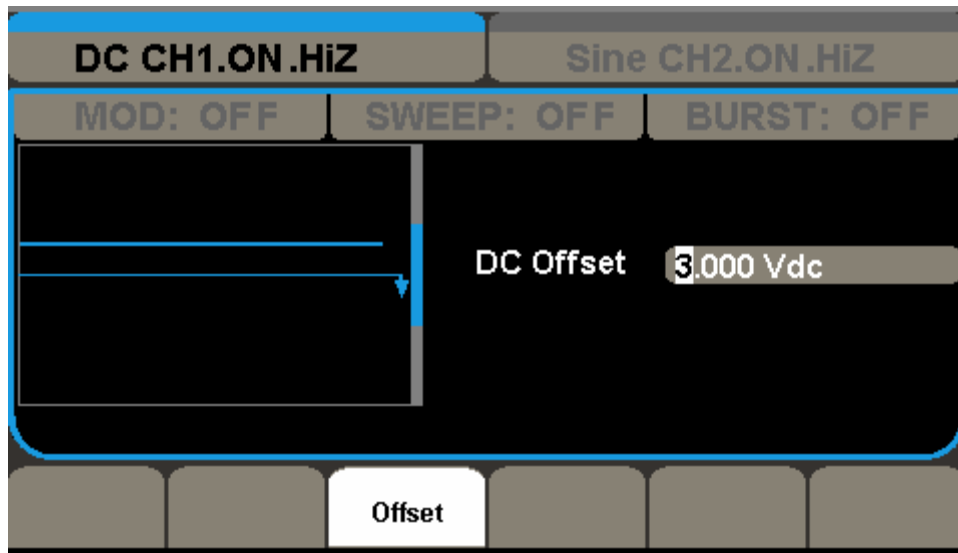 DC CH1.ON.HiZ
Sine CH2.ON.HiZ
MOD: OFF
SWEEP: OFF
BURST: OFF
DC Offset
3.000 Vdc
Offset